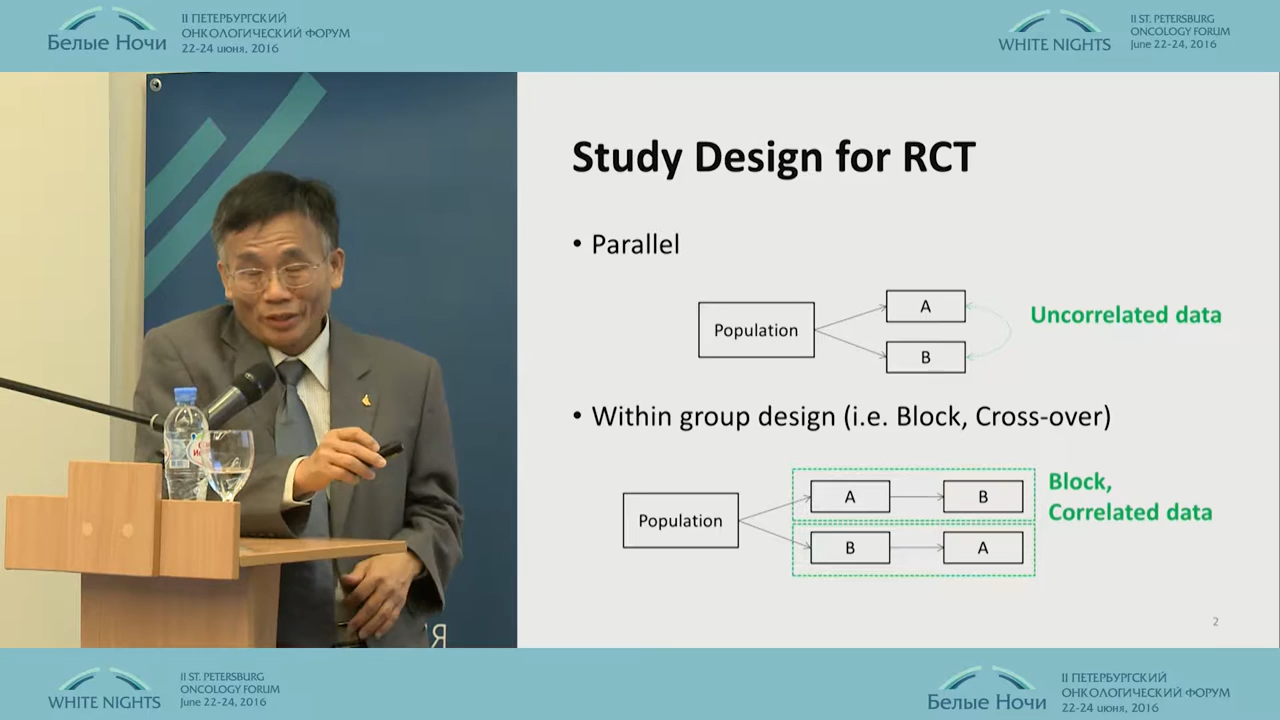 Белые Ночи
II ПЕТЕРБУРГСКИЙ
ОНКОЛОГИЧЕСКИЙ ФОРУМ
22-24 июня, 2016
WHITE NIGHTS
II ST. PETERSBURG
ONCOLOGY FORUM
June 22-24, 2016
Study Design for RCT
• Parallel
Population
A
B
Uncorrelated data
• Within group design (i.e. Block, Cross-over)
Population
A
B
B
A
Block,
Correlated data
2
WHITE NIGHTS
II ST. PETERSBURG
ONCOLOGY FORUM
June 22-24, 2016
Белые Ночи
II ПЕТЕРБУРГСКИЙ
ОНКОЛОГИЧЕСКИЙ ФОРУМ
22-24 июня, 2016